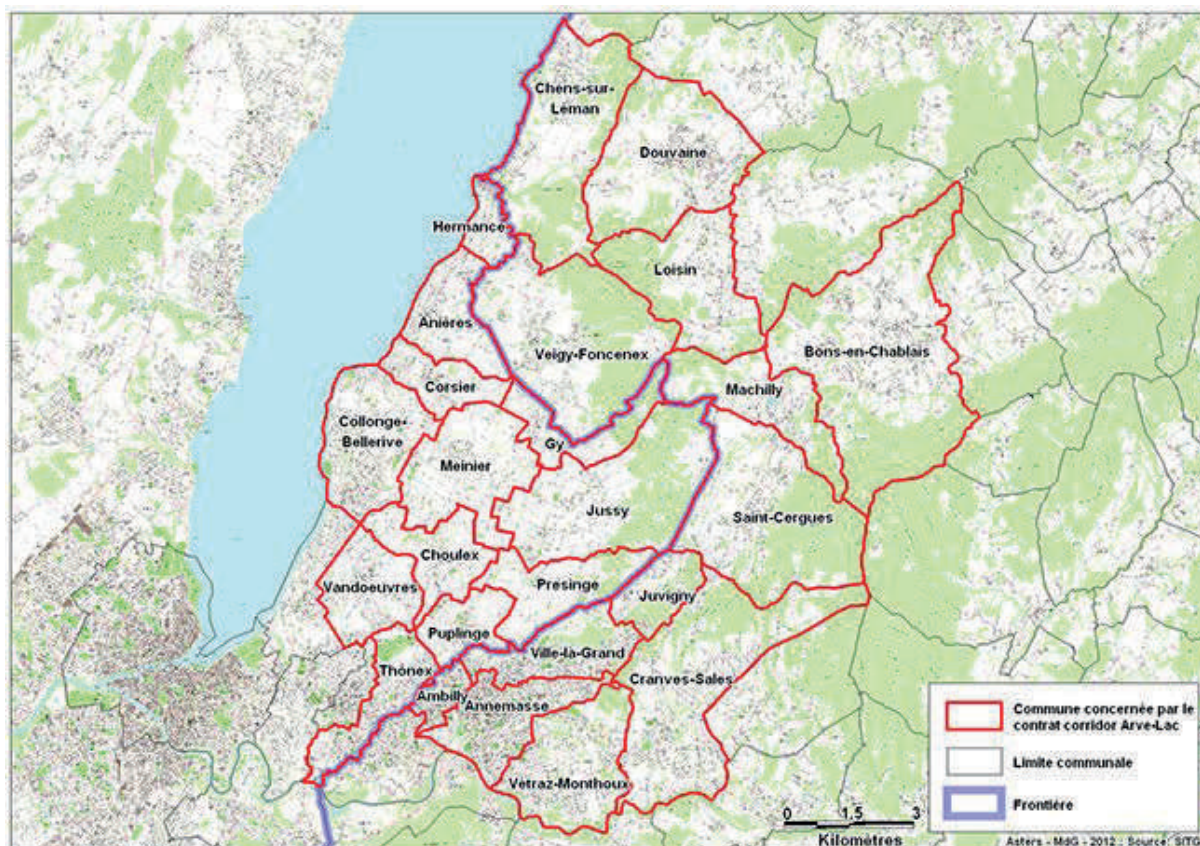 Chens-sur-
Léman
Douvaine
Hermance
Loisin
Anières
Veigy-Foncenex
Bons-en-Chablais
Corsier
Machilly
Collonge-
Bellerive
Gy
Meinier
Jussy
Saint-Cergues
Choulex
Vandoeuvres
Presinge
Juvigny
Puplinge
Ville-la-Grand
Thônex
Cranves-Sales
Ambilly
Annemasse
Vétraz-Monthoux
Commune concernée par le
contrat corridor Arve-Lac
Limite communale
Frontière
0 1.5 3
Kilomètres
Asters - MdG - 2012 : Source: SITG